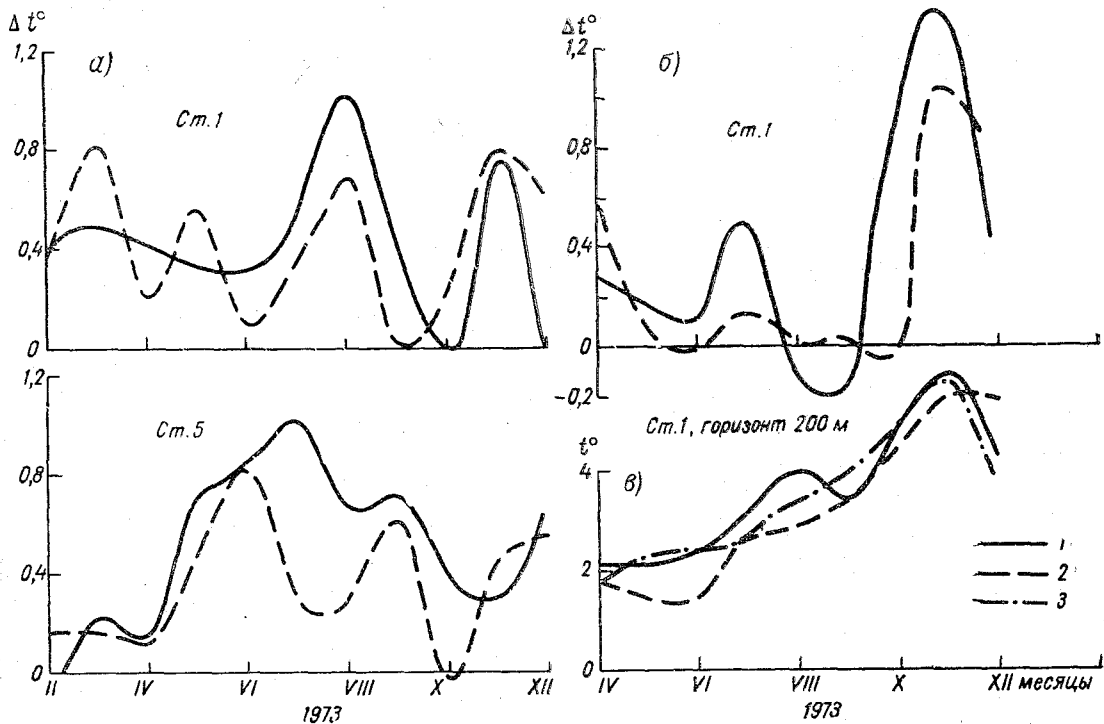 Δt°
1,2
а)
Ст.1
0,8
0,4
0
1,2
Ст.5
0,8
0,4
0
II IV VI VIII X XII
1973
Δt°
1,2
б)
Ст.1
0,8
0,4
0
-0,2
Ст.1, горизонт 200 м
t°
4
в)
2
0
1
2
3
IV VI VIII X XII месяцы
1973